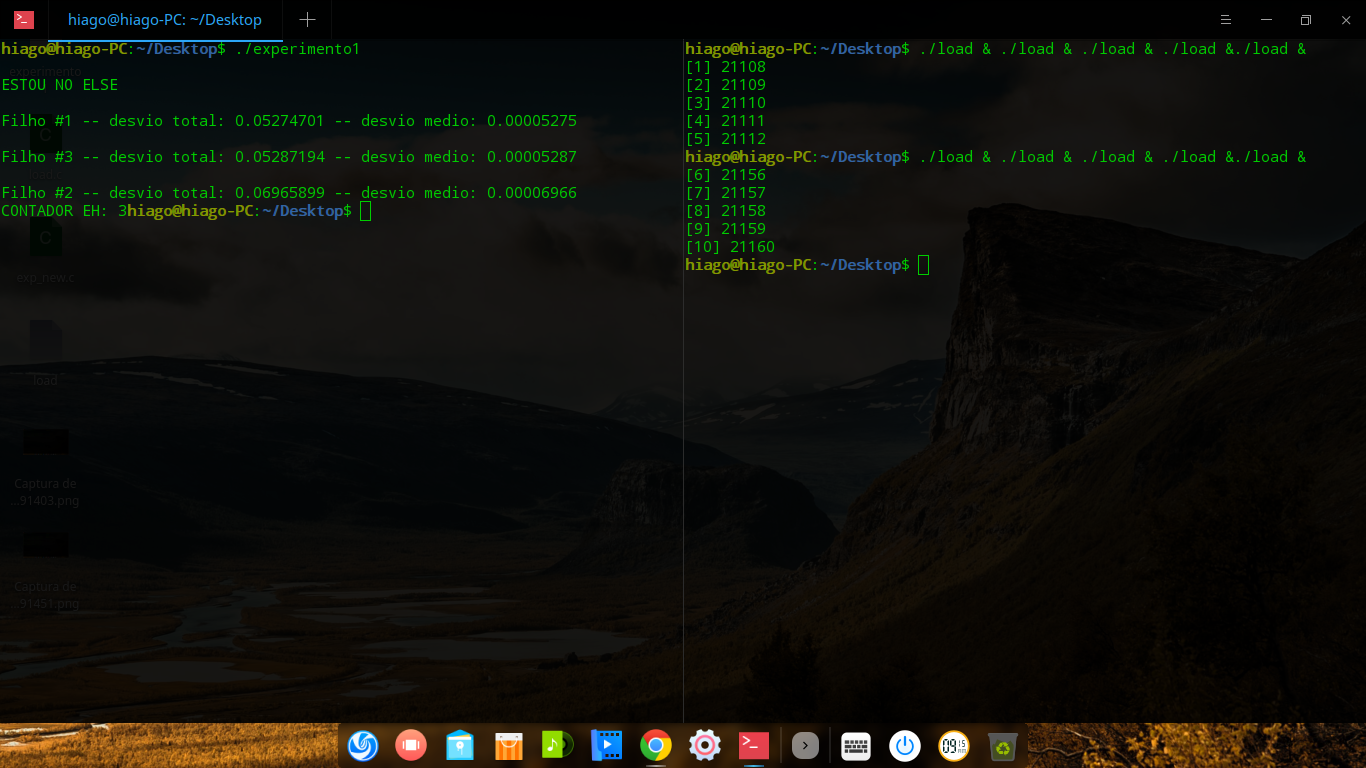 hiago@hiago-PC: ~/Desktop
hiago@hiago-PC:~/Desktop$ ./experimento1
ESTOU NO ELSE
Filho #1 -- desvio total: 0.05274701 -- desvio medio: 0.00005275
Filho #3 -- desvio total: 0.05287194 -- desvio medio: 0.00005287
Filho #2 -- desvio total: 0.06965899 -- desvio medio: 0.00006966
CONTADOR EH: 3hiago@hiago-PC:~/Desktop$
hiago@hiago-PC:~/Desktop$ ./load & ./load & ./load & ./load &./load &
[1] 21108
[2] 21109
[3] 21110
[4] 21111
[5] 21112
hiago@hiago-PC:~/Desktop$ ./load & ./load & ./load & ./load &./load &
[6] 21156
[7] 21157
[8] 21158
[9] 21159
[10] 21160
hiago@hiago-PC:~/Desktop$
experimento
C
C
exp_new.c
load
Captura de
...91403.png
Captura de
...91451.png
09 15